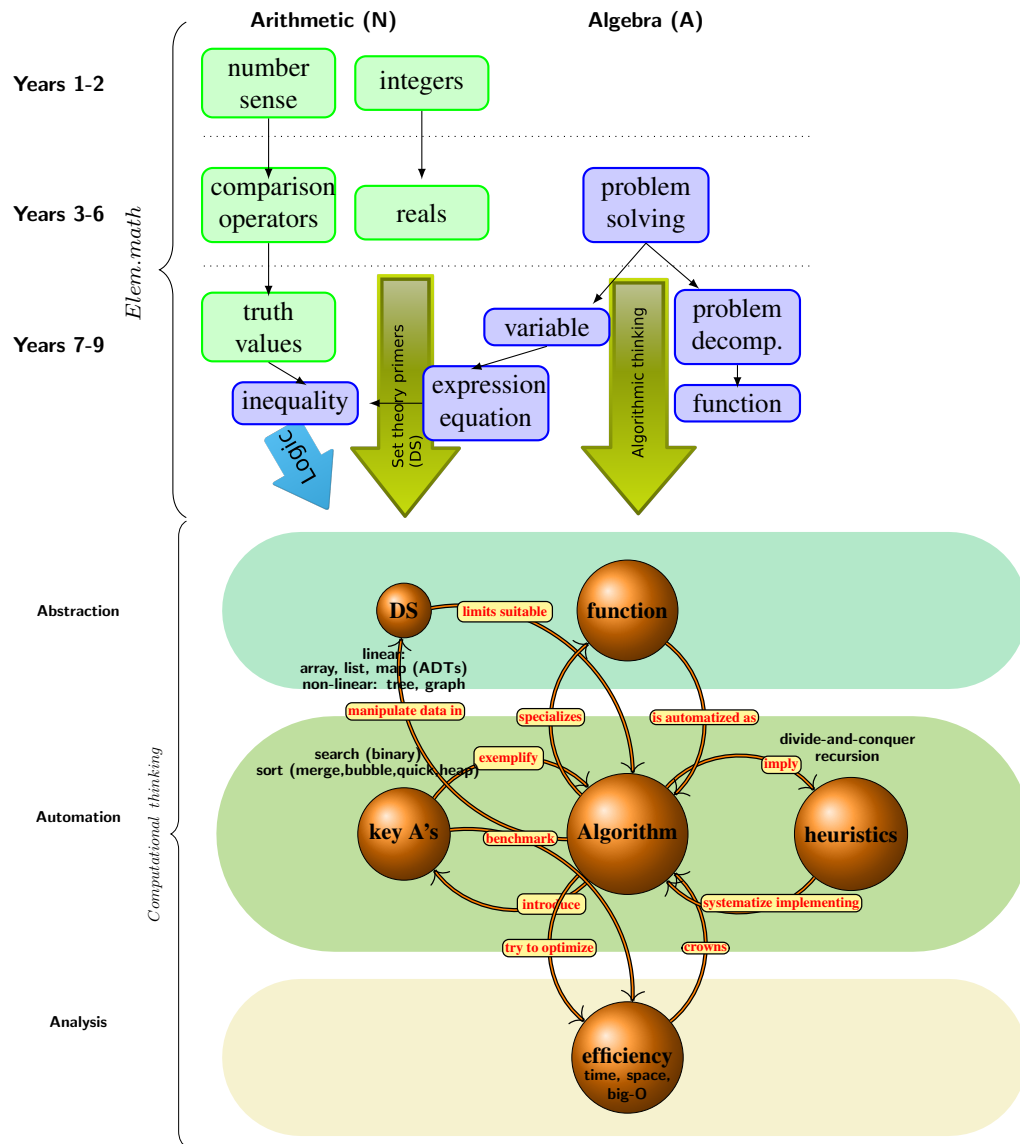 Arithmetic (N)
Algebra (A)
Years 1-2
number
sense
integers
Years 3-6
comparison
operators
reals
problem
solving
Elem.math
Years 7-9
truth
values
variable
problem
decomp.
inequality
expression
equation
function
Logic
Set theory primers
(DS)
Algorithmic thinking
Abstraction
DS
limits suitable
function
linear:
array, list, map (ADTs)
non-linear: tree, graph
manipulate data in
specializes
is automatized as
Computational thinking
Automation
search (binary)
sort (merge,bubble,quick,heap)
exemplify
imply
divide-and-conquer
recursion
key A's
benchmark
Algorithm
heuristics
introduce
systematize implementing
try to optimize
crowns
Analysis
efficiency
time, space,
big-O